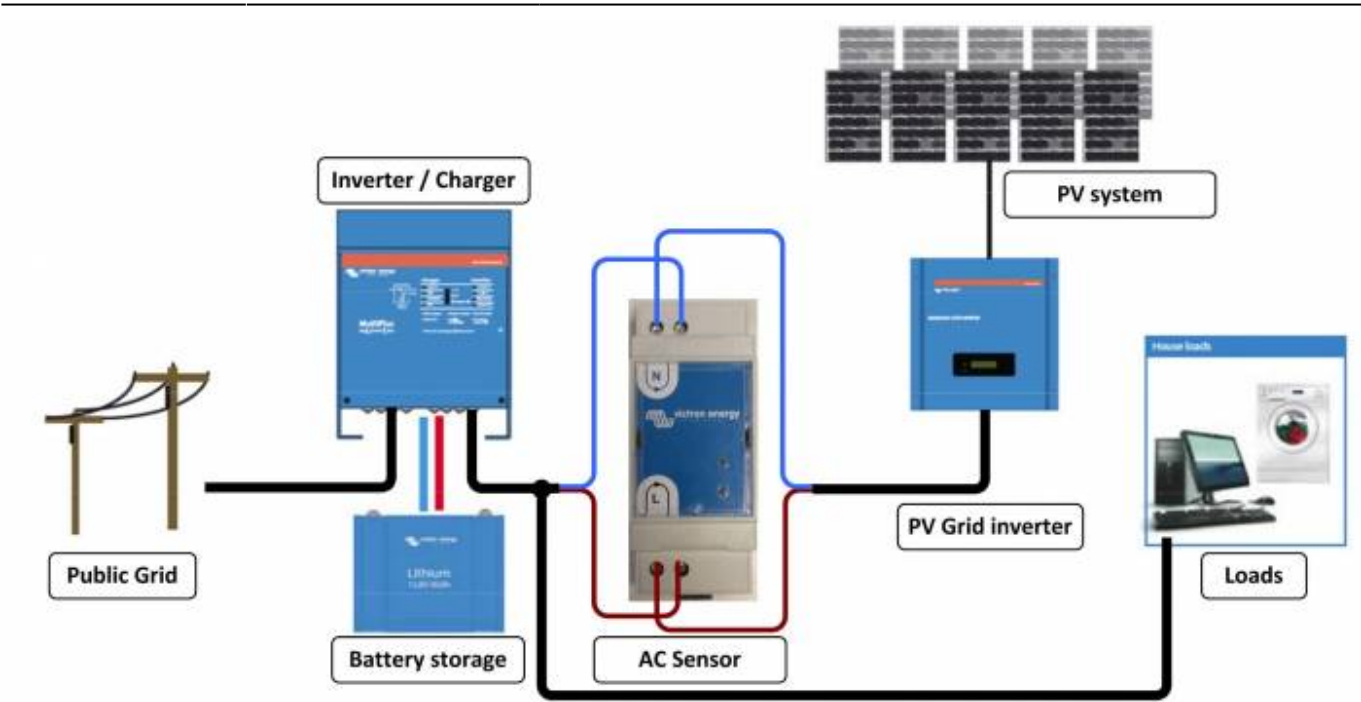 PV system
Inverter / Charger
MultiPlus
House loads
N
victron energy
L
PV Grid inverter
Public Grid
Lithium
Loads
Battery storage
AC Sensor